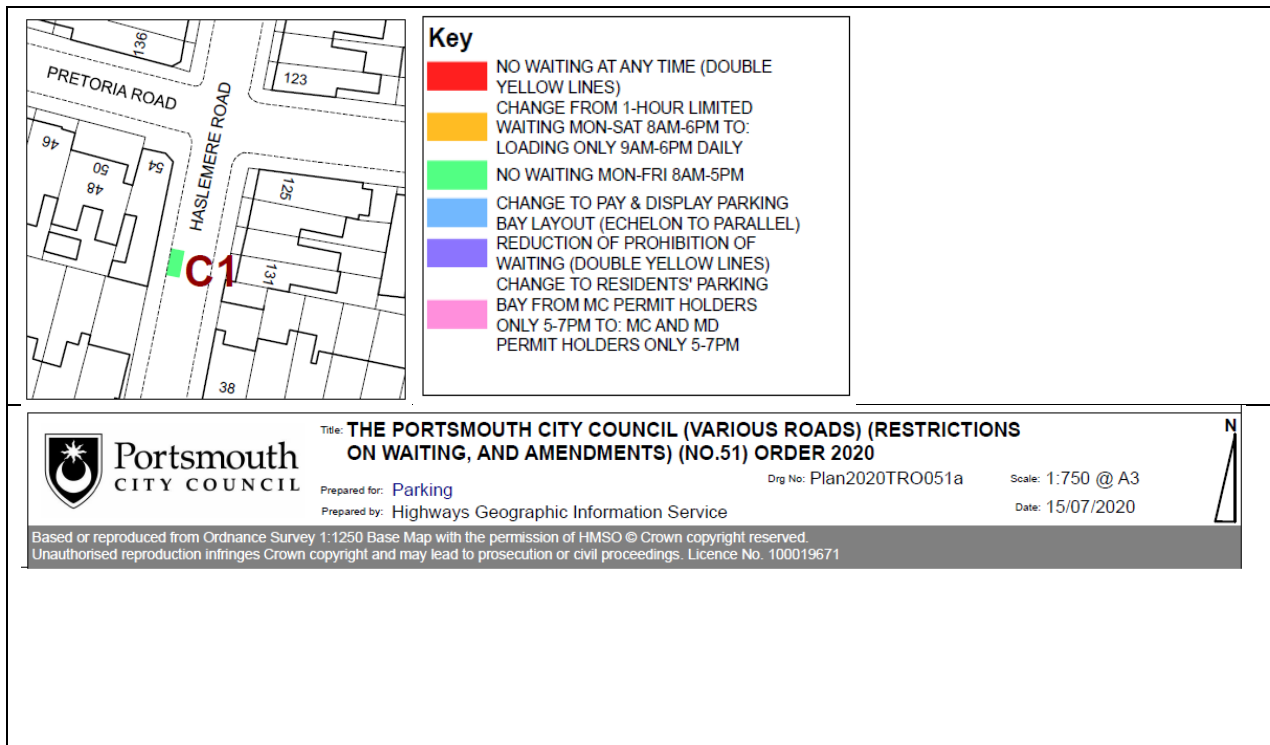 136
PRETORIA ROAD
HASLEMERE ROAD
123
46
50
48
54
125
131
C1
38
Key
NO WAITING AT ANY TIME (DOUBLE
YELLOW LINES)
CHANGE FROM 1-HOUR LIMITED
WAITING MON-SAT 8AM-6PM TO:
LOADING ONLY 9AM-6PM DAILY
NO WAITING MON-FRI 8AM-5PM
CHANGE TO PAY & DISPLAY PARKING
BAY LAYOUT (ECHELON TO PARALLEL)
REDUCTION OF PROHIBITION OF
WAITING (DOUBLE YELLOW LINES)
CHANGE TO RESIDENTS' PARKING
BAY FROM MC PERMIT HOLDERS
ONLY 5-7PM TO: MC AND MD
PERMIT HOLDERS ONLY 5-7PM
Portsmouth
CITY COUNCIL
Title: THE PORTSMOUTH CITY COUNCIL (VARIOUS ROADS) (RESTRICTIONS
ON WAITING, AND AMENDMENTS) (NO.51) ORDER 2020
Drg No: Plan2020TRO051a
Scale: 1:750 @ A3
Prepared for: Parking
Prepared by: Highways Geographic Information Service
Date: 15/07/2020
N
Based or reproduced from Ordnance Survey 1:1250 Base Map with the permission of HMSO © Crown copyright reserved.
Unauthorised reproduction infringes Crown copyright and may lead to prosecution or civil proceedings. Licence No. 100019671